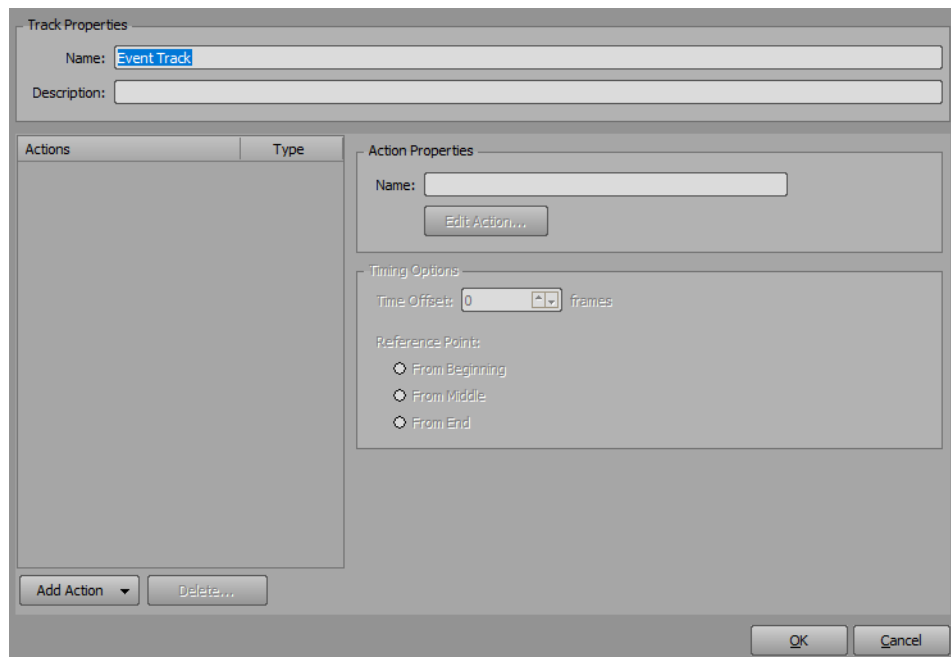 Track Properties
Name: Event Track
Description:
Actions Type
Action Properties
Name:
Edit Action...
Timing Options
Time Offset: 0 frames
Reference Point:
From Beginning
From Middle
From End
Add Action Delete...
OK Cancel